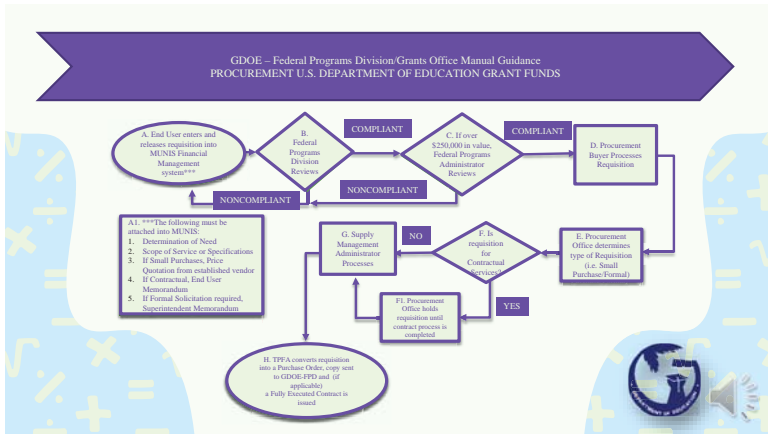 GDOE – Federal Programs Division/Grants Office Manual Guidance
PROCUREMENT U.S. DEPARTMENT OF EDUCATION GRANT FUNDS
A. End User enters and
releases requisition into
MUNIS Financial
Management
system***
B.
Federal
Programs
Division
Reviews
COMPLIANT
C. If over
$250,000 in value,
Federal Programs
Administrator
Reviews
COMPLIANT
D. Procurement
Buyer Processes
Requisition
NONCOMPLIANT
NONCOMPLIANT
A1. ***The following must be
attached into MUNIS:
1. Determination of Need
2. Scope of Service or Specifications
3. If Small Purchases, Price
Quotation from established vendor
4. If Contractual, End User
Memorandum
5. If Formal Solicitation required,
Superintendent Memorandum
G. Supply
Management
Administrator
Processes
NO
F. Is
requisition
for
Contractual
Services?
E. Procurement
Office determines
type of Requisition
(i.e. Small
Purchase/Formal)
F1. Procurement
Office holds
requisition until
contract process is
completed
YES
H. TPFA converts requisition
into a Purchase Order, copy sent
to GDOE-FPD and (if
applicable)
a Fully Executed Contract is
issued
DEPARTMENT OF EDUCATION